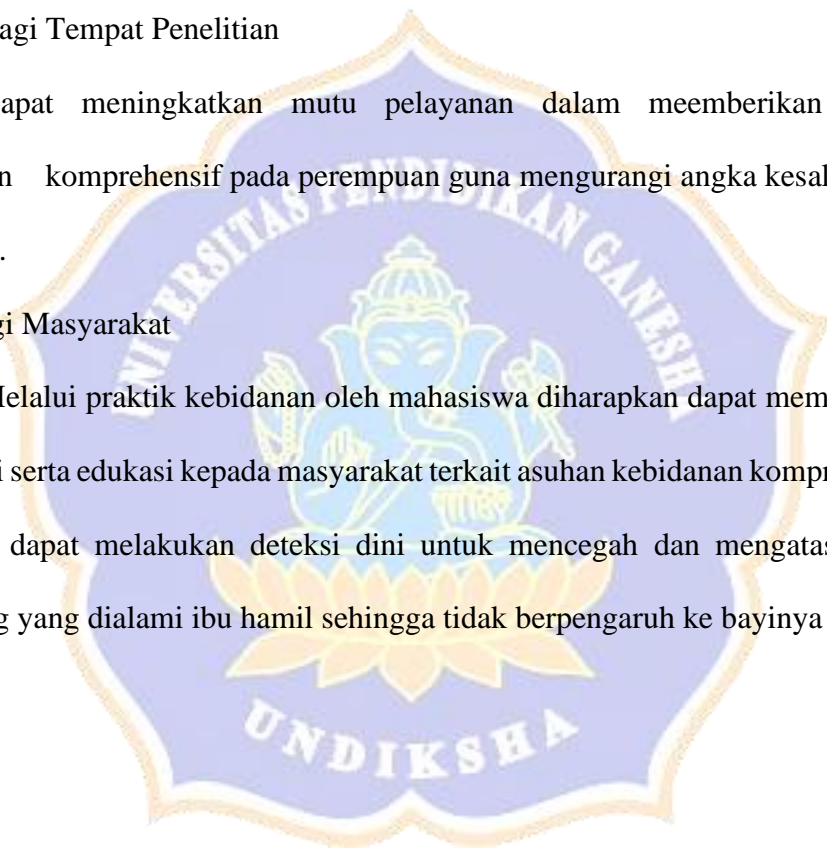 agi Tempat Penelitian
apat meningkatkan mutu pelayanan dalam meemberikan
n komprehensif pada perempuan guna mengurangi angka kesal
.
gi Masyarakat
Melalui praktik kebidanan oleh mahasiswa diharapkan dapat mem
i serta edukasi kepada masyarakat terkait asuhan kebidanan kompr
dapat melakukan deteksi dini untuk mencegah dan mengatas
g yang dialami ibu hamil sehingga tidak berpengaruh ke bayinya
UNIVERSITAS PENDIDIKAN GANESHA
UNDIKSHA